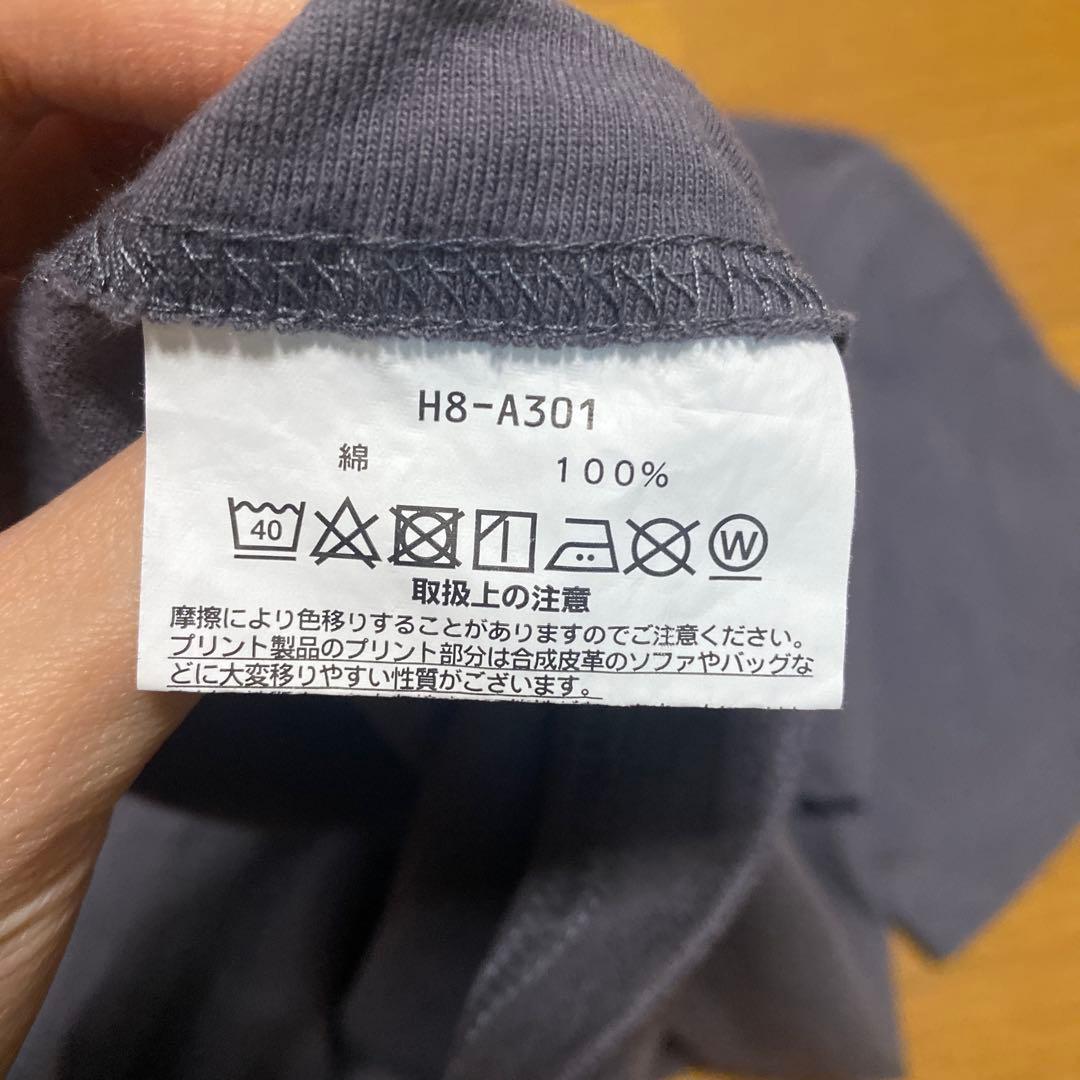 H8-A301
綿 100%
40 W
取扱上の注意
摩擦により色移りすることがありますのでご注意ください。
プリント製品のプリント部分は合成皮革のソファやバッグな
どに大変移りやすい性質がございます。